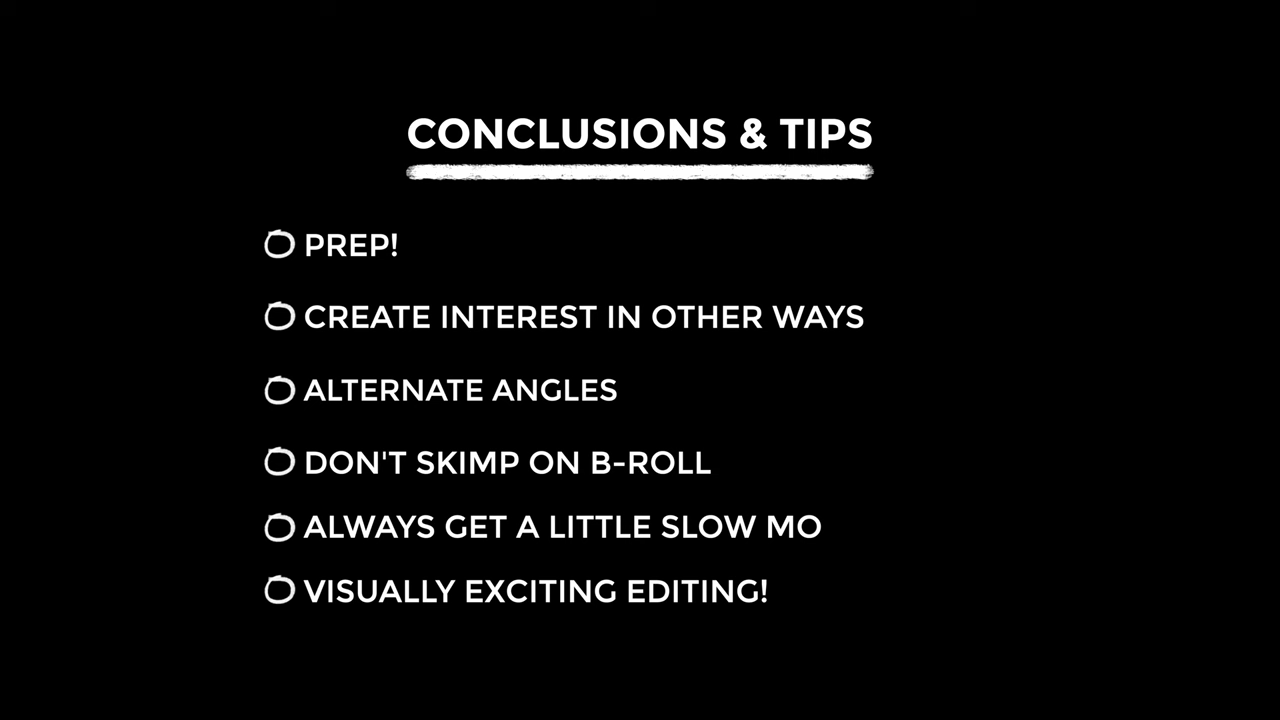 CONCLUSIONS & TIPS
PREP!
CREATE INTEREST IN OTHER WAYS
ALTERNATE ANGLES
DON'T SKIMP ON B-ROLL
ALWAYS GET A LITTLE SLOW MO
VISUALLY EXCITING EDITING!